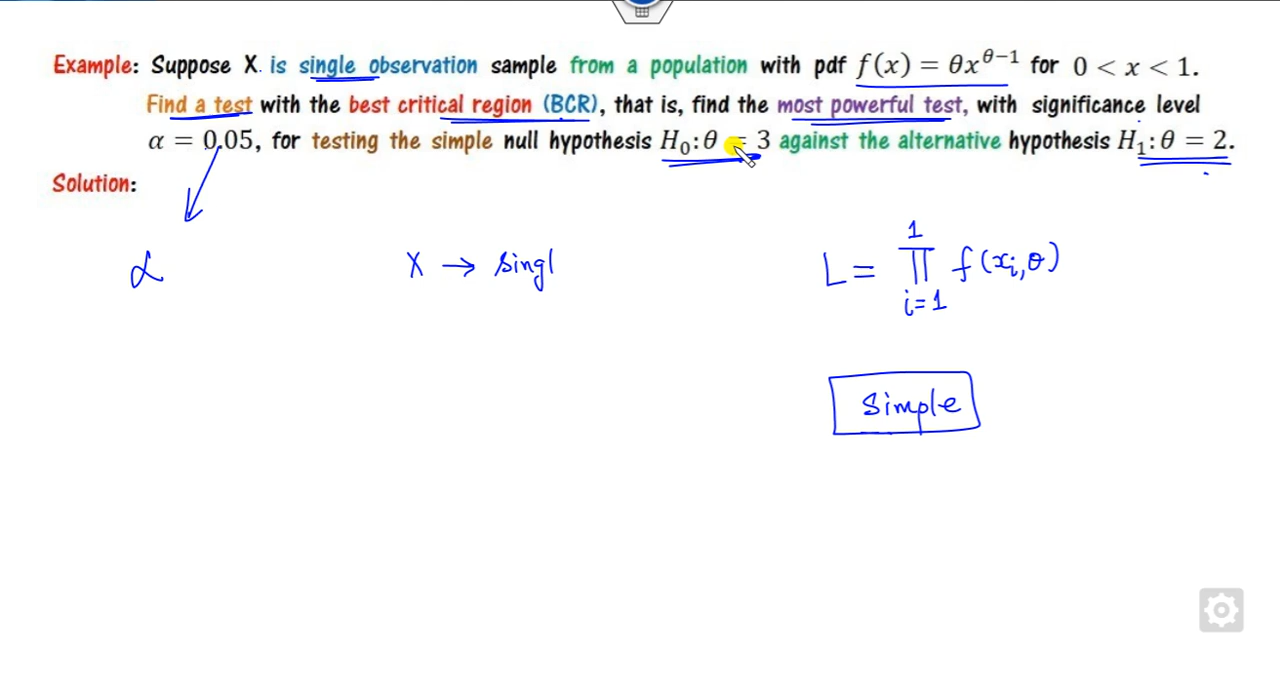 Example: Suppose X is single observation sample from a population with pdf f(x) = θx^{θ−1} for 0 < x < 1.
Find a test with the best critical region (BCR), that is, find the most powerful test, with significance level
α = 0.05, for testing the simple null hypothesis H₀:θ = 3 against the alternative hypothesis H₁:θ = 2.
Solution:
α
X → Singl
L = ∏_{i=1}^{1} f(x_i, θ)
Simple